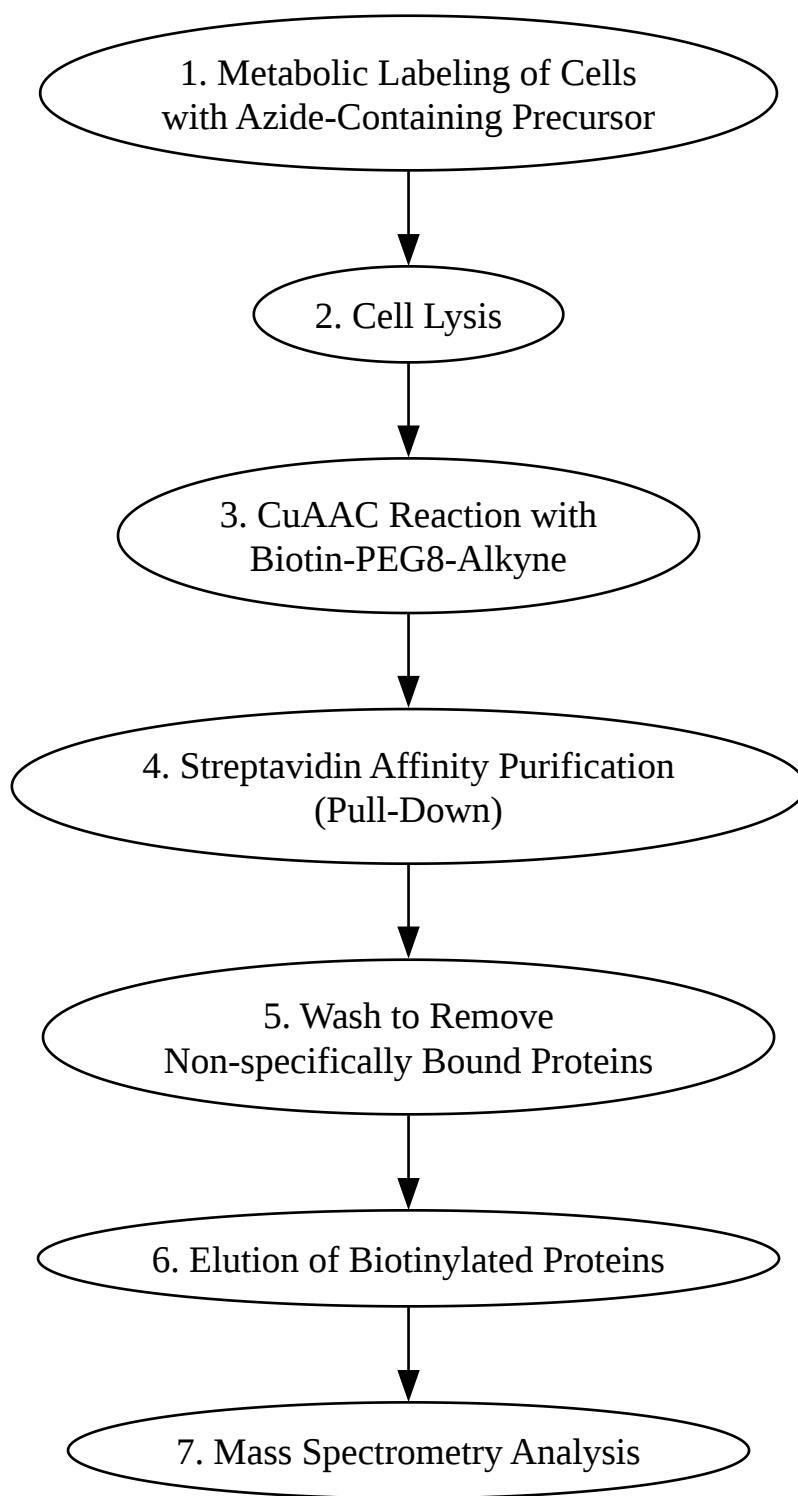 1. Metabolic Labeling of Cells
with Azide-Containing Precursor
2. Cell Lysis
3. CuAAC Reaction with
Biotin-PEG8-Alkyne
4. Streptavidin Affinity Purification
(Pull-Down)
5. Wash to Remove
Non-specifically Bound Proteins
6. Elution of Biotinylated Proteins
7. Mass Spectrometry Analysis